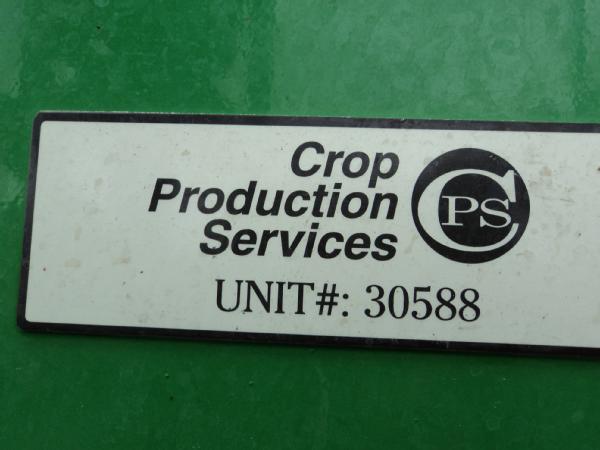 Crop
Production
Services
CPS
UNIT#: 30588